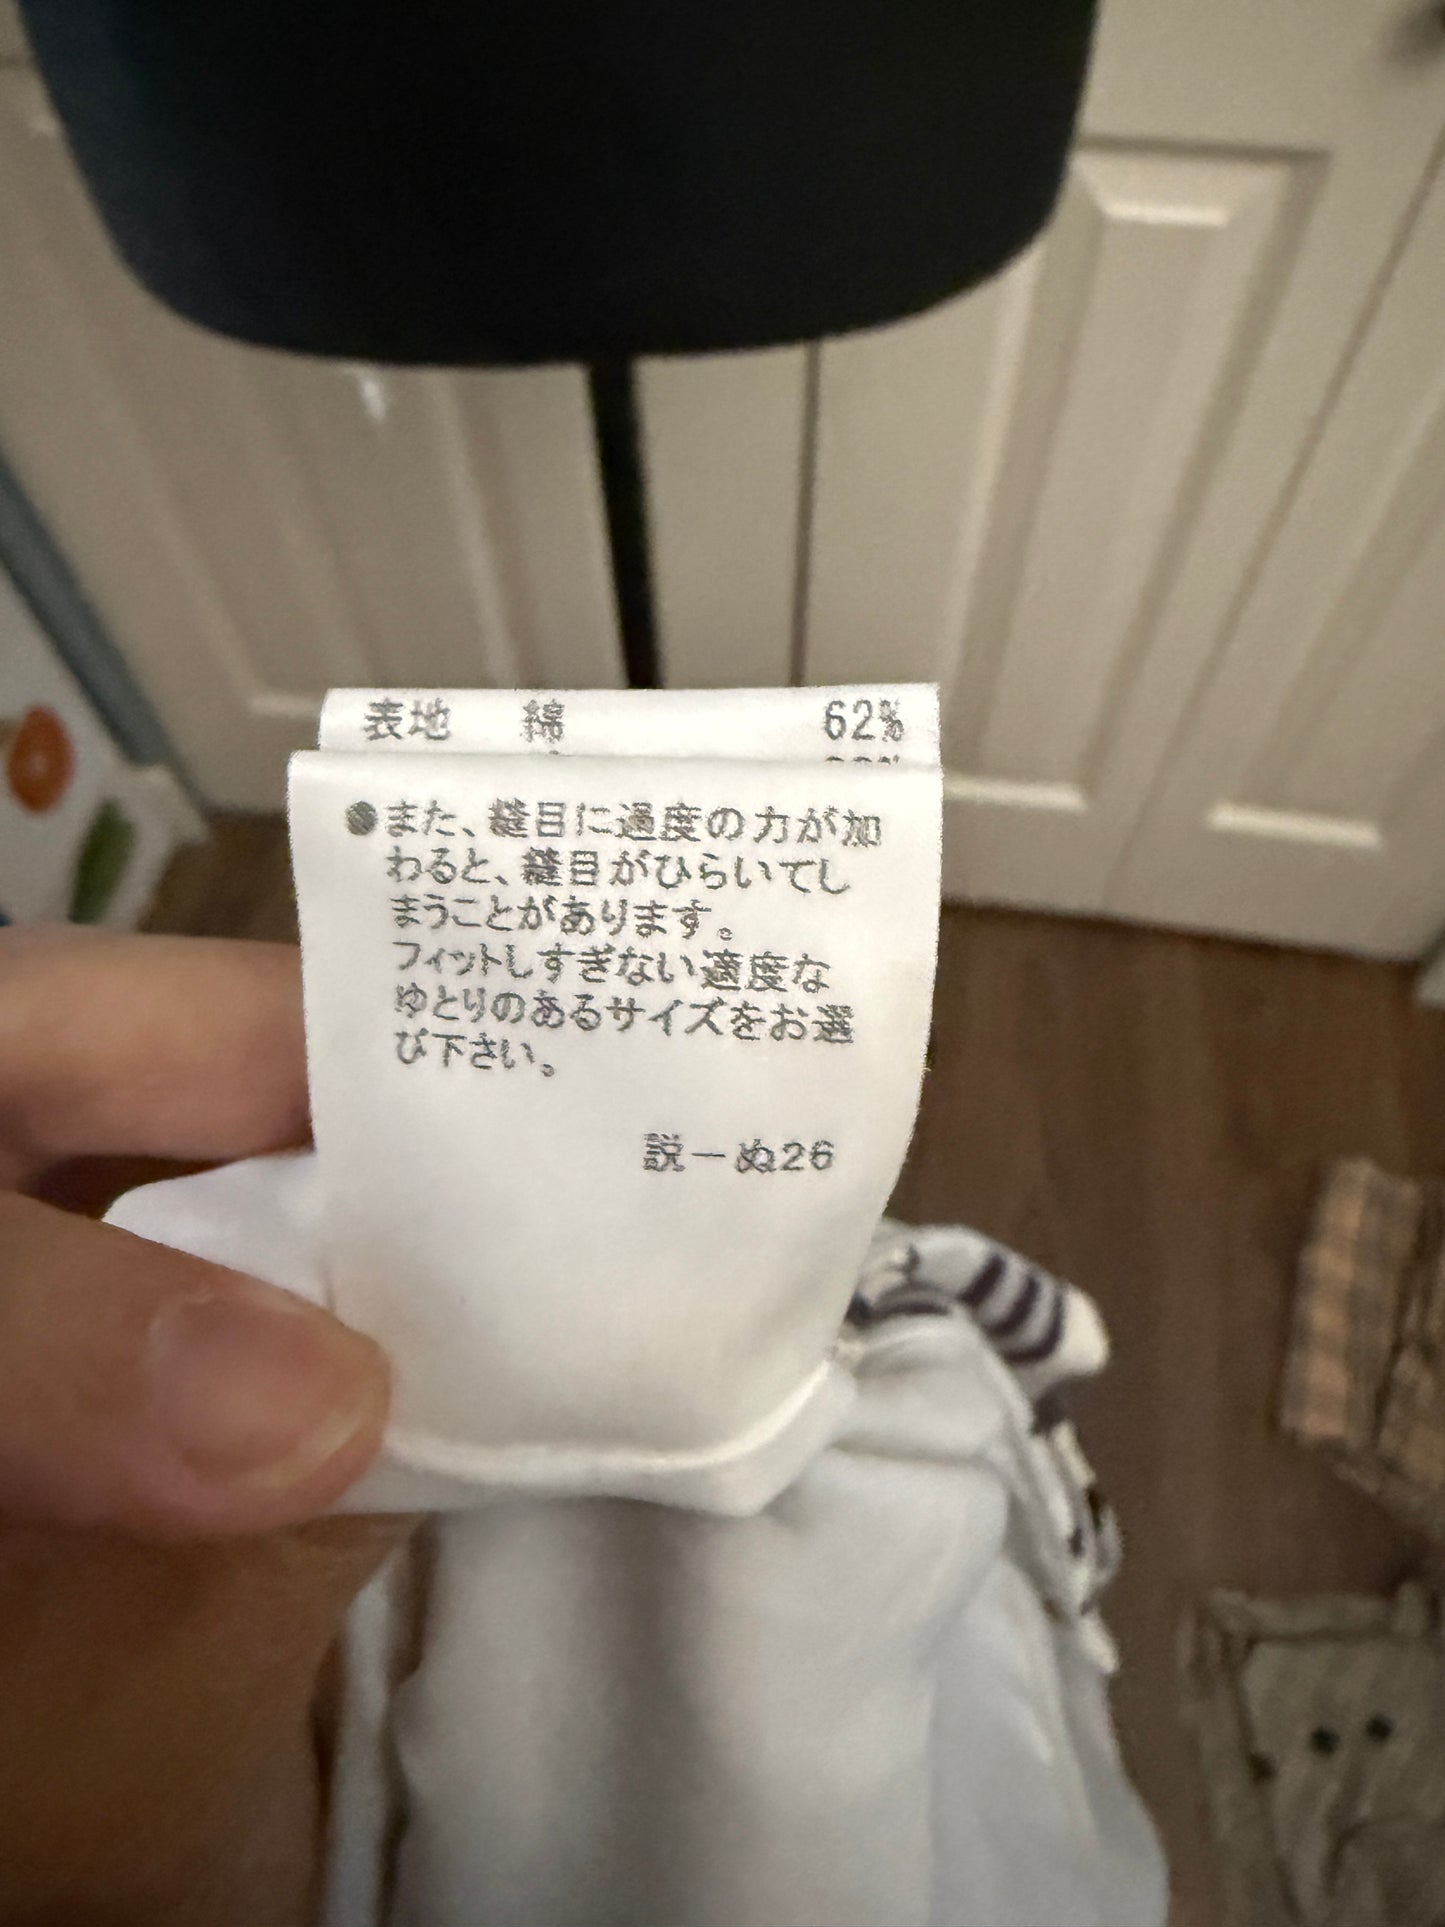 表地 綿 62%
●また、縫目に過度の力が加
わると、縫目がひらいてし
まうことがあります。
フィットしすぎない適度な
ゆとりのあるサイズをお選
び下さい。
説－ぬ26